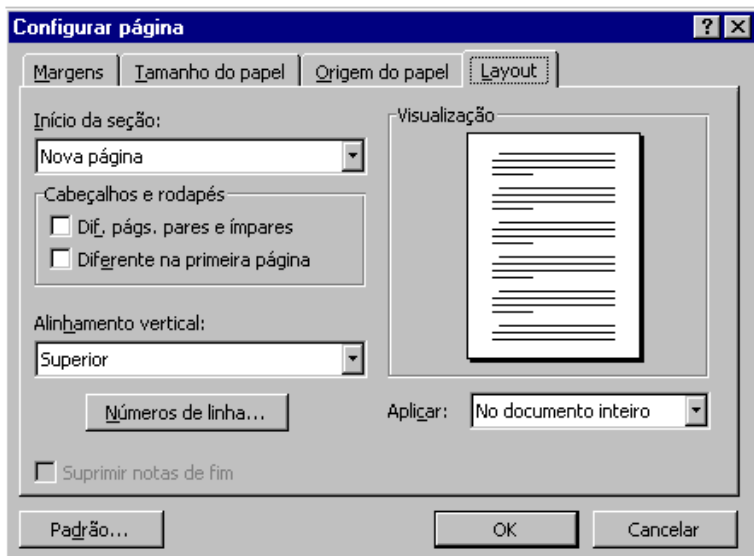 Configurar página
Margens
Tamanho do papel
Origem do papel
Layout
Início da seção:
Nova página
Cabeçalhos e rodapés
Dif. págs. pares e ímpares
Diferente na primeira página
Alinhamento vertical:
Superior
Números de linha...
Suprimir notas de fim
Visualização
Aplicar:
No documento inteiro
Padrão...
OK
Cancelar